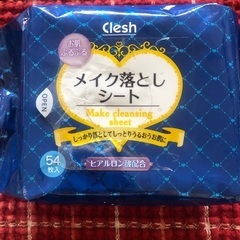 Clesh
メイク落とし
シート
Make cleansing
sheet
しっかり落としてしっとりうるおうお肌に
OPEN
54
枚入
ヒアルロン酸配合